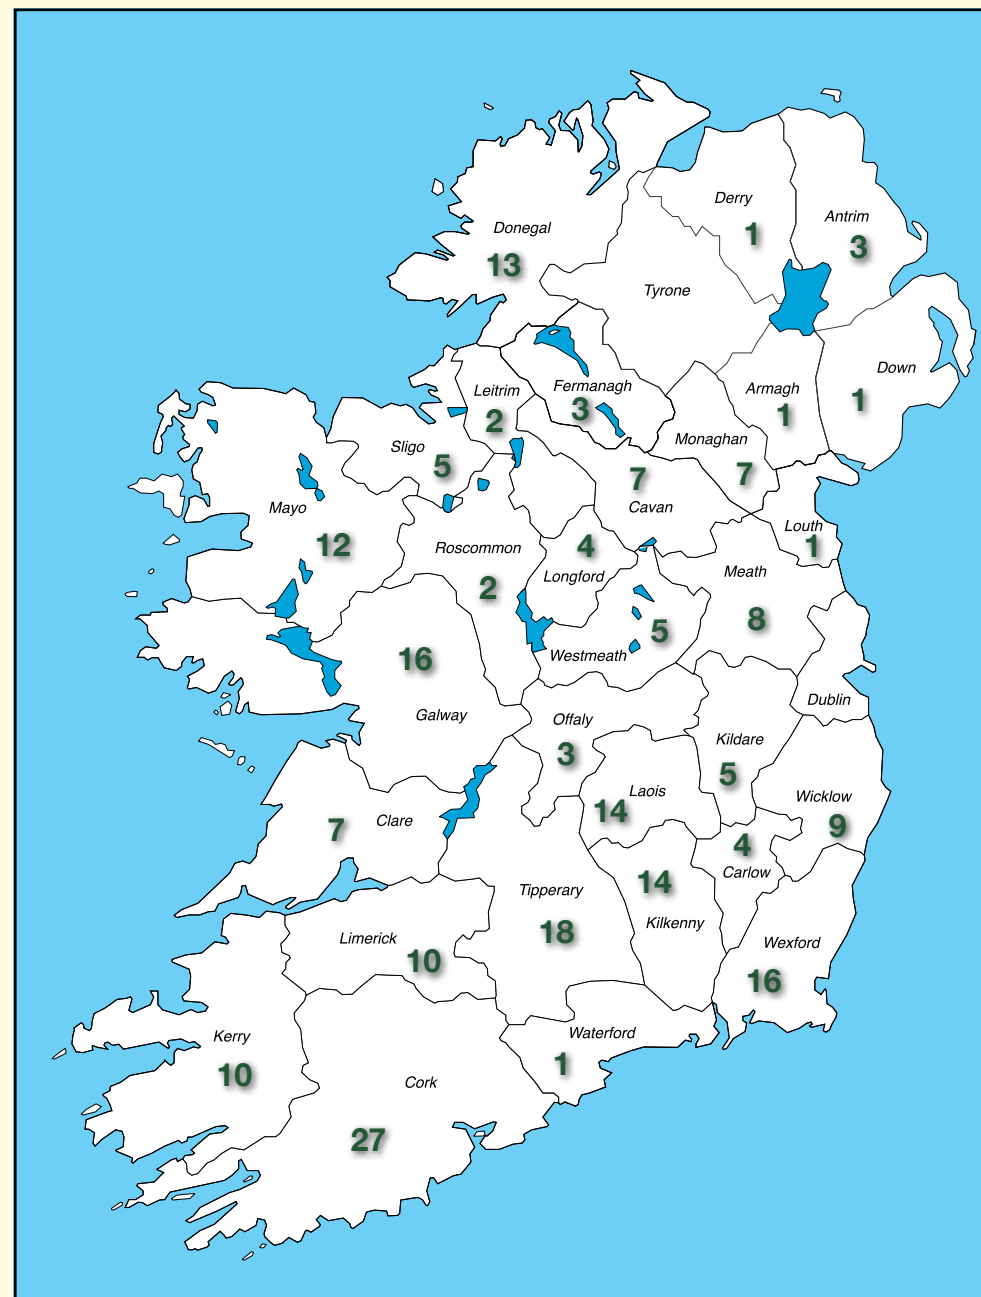 Derry
1
Antrim
3
Donegal
13
Tyrone
Down
1
Fermanagh
3
Armagh
1
Leitrim
2
Monaghan
7
Sligo
5
Cavan
7
Mayo
12
Louth
1
Roscommon
2
Longford
4
Meath
8
Westmeath
5
Galway
16
Dublin
Offaly
3
Kildare
5
Laois
14
Wicklow
9
Clare
7
Carlow
4
Tipperary
18
Kilkenny
14
Limerick
10
Wexford
16
Kerry
10
Waterford
1
Cork
27